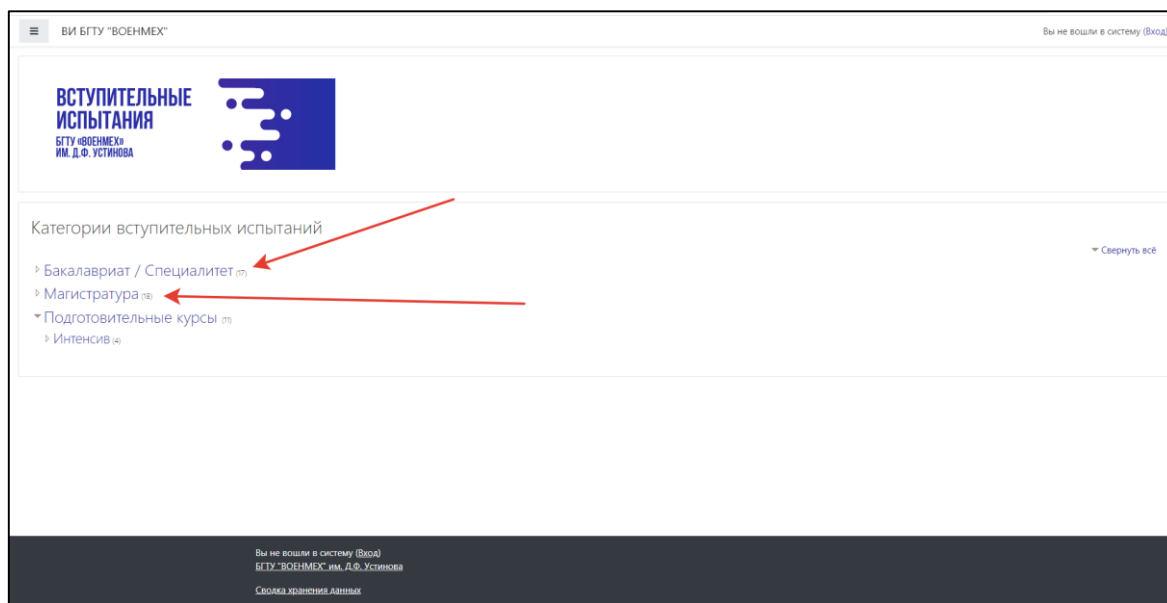 ВИ БГТУ "ВОЕНМЕХ"
Вы не вошли в систему (Вход)
ВСТУПИТЕЛЬНЫЕ
ИСПЫТАНИЯ
БГТУ «ВОЕНМЕХ»
ИМ. Д.Ф. УСТИНОВА
Категории вступительных испытаний
Свернуть всё
Бакалавриат / Специалитет (17)
Магистратура (18)
Подготовительные курсы (11)
Интенсив (4)
Вы не вошли в систему (Вход)
БГТУ "ВОЕНМЕХ" им. Д.Ф. Устинова
Сводка хранения данных